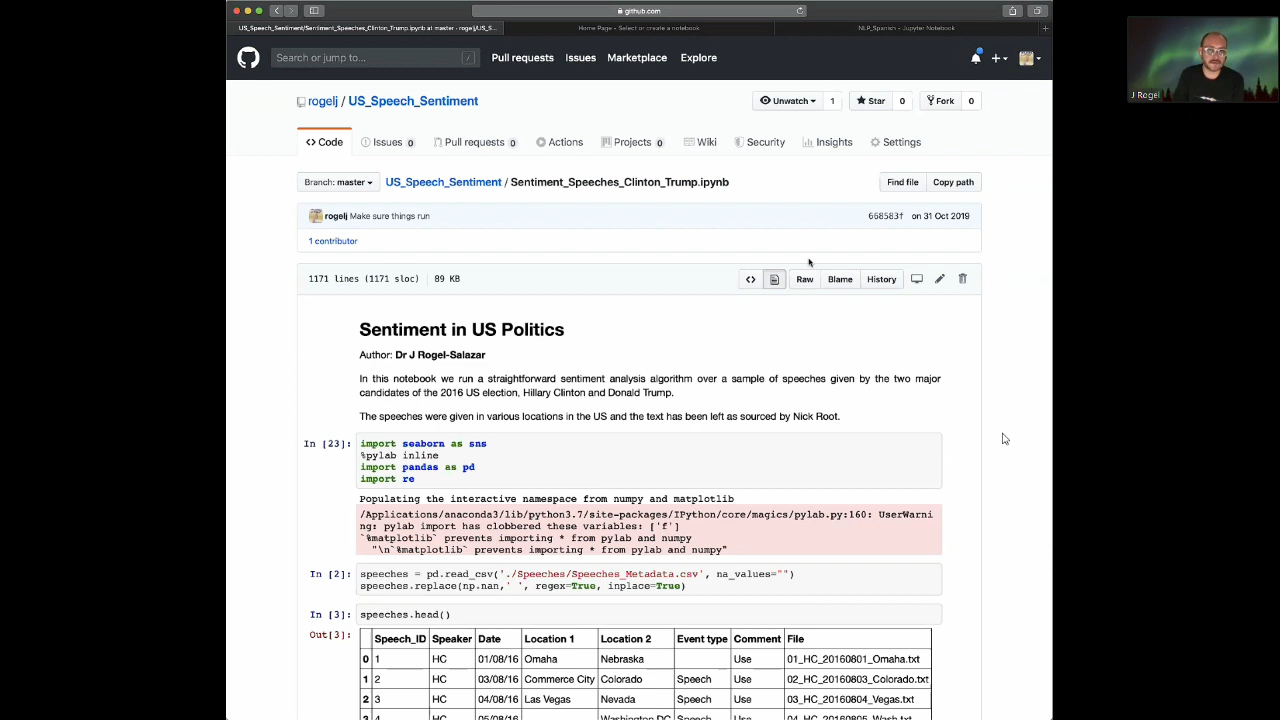 github.com
US_Speech_Sentiment/Sentiment_Speeches_Clinton_Trump.ipynb at master · rogelj/US_S...
Home Page - Select or create a notebook
NLP_Spanish - Jupyter Notebook
Search or jump to...
/
Pull requests
Issues
Marketplace
Explore
J Rogel
rogelj / US_Speech_Sentiment
Unwatch 1
Star 0
Fork 0
Code
Issues 0
Pull requests 0
Actions
Projects 0
Wiki
Security
Insights
Settings
Branch: master
US_Speech_Sentiment / Sentiment_Speeches_Clinton_Trump.ipynb
Find file
Copy path
rogelj Make sure things run
668583f on 31 Oct 2019
1 contributor
1171 lines (1171 sloc) 89 KB
Raw
Blame
History
Sentiment in US Politics
Author: Dr J Rogel-Salazar
In this notebook we run a straightforward sentiment analysis algorithm over a sample of speeches given by the two major
candidates of the 2016 US election, Hillary Clinton and Donald Trump.
The speeches were given in various locations in the US and the text has been left as sourced by Nick Root.
In [23]: import seaborn as sns
%pylab inline
import pandas as pd
import re
Populating the interactive namespace from numpy and matplotlib
/Applications/anaconda3/lib/python3.7/site-packages/IPython/core/magics/pylab.py:160: UserWarni
ng: pylab import has clobbered these variables: ['f']
`%matplotlib` prevents importing * from pylab and numpy
"\n`%matplotlib` prevents importing * from pylab and numpy"
In [2]: speeches = pd.read_csv('./Speeches/Speeches_Metadata.csv', na_values="")
speeches.replace(np.nan,' ', regex=True, inplace=True)
In [3]: speeches.head()
Out[3]:
Speech_ID Speaker Date Location 1 Location 2 Event type Comment File
0 1 HC 01/08/16 Omaha Nebraska Use 01_HC_20160801_Omaha.txt
1 2 HC 03/08/16 Commerce City Colorado Speech Use 02_HC_20160803_Colorado.txt
2 3 HC 04/08/16 Las Vegas Nevada Speech Use 03_HC_20160804_Vegas.txt
3 4 HC 05/08/16 Washington DC Speech Use 04_HC_20160805_Wash.txt